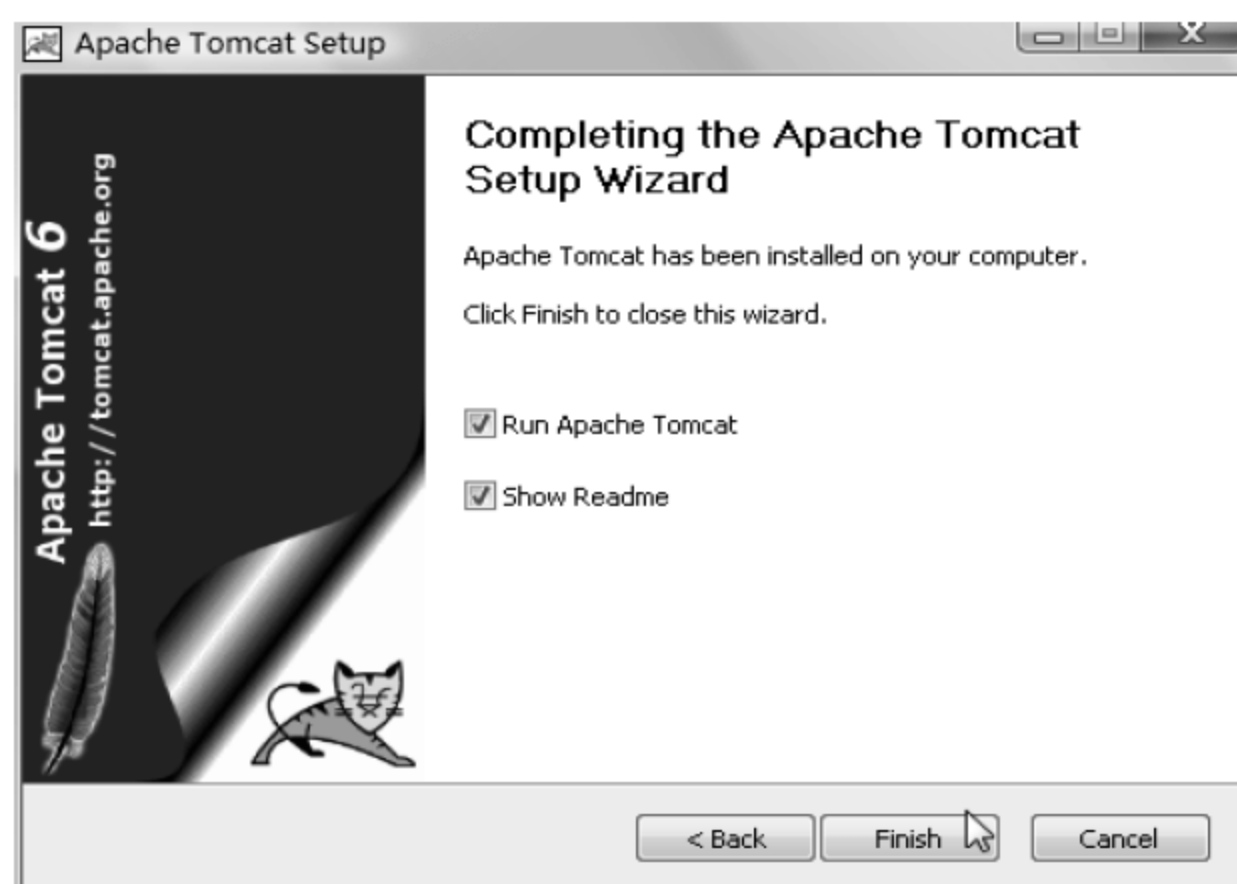 Apache Tomcat Setup
Apache Tomcat 6
http://tomcat.apache.org
Completing the Apache Tomcat
Setup Wizard
Apache Tomcat has been installed on your computer.
Click Finish to close this wizard.
Run Apache Tomcat
Show Readme
< Back
Finish
Cancel